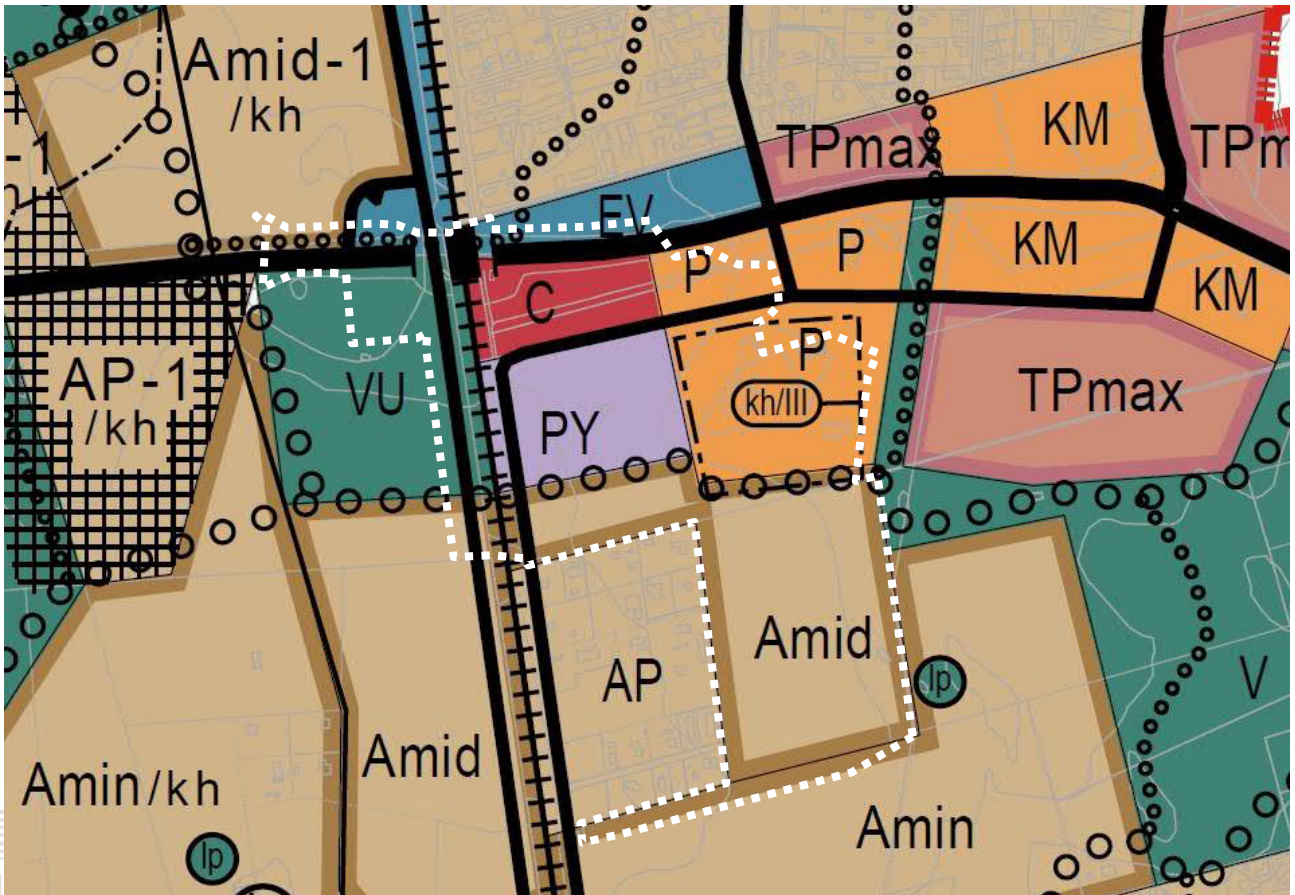 Amid-1
/kh
KM
TPmax
TPm
-1
EV
P
P
KM
KM
C
P
AP-1
/kh
VU
kh/III
TPmax
PY
Amid
AP
lp
V
Amid
Amin/kh
Amin
lp